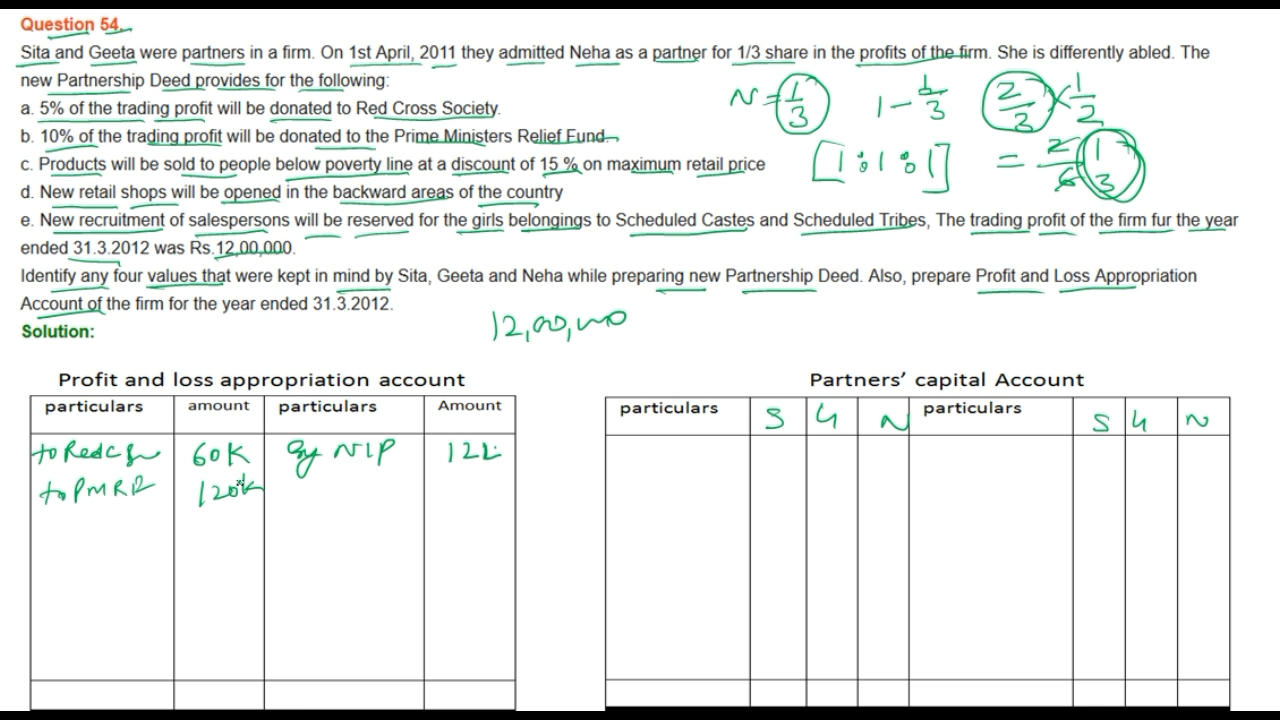 Question 54.
Sita and Geeta were partners in a firm. On 1st April, 2011 they admitted Neha as a partner for 1/3 share in the profits of the firm. She is differently abled. The
new Partnership Deed provides for the following:
a. 5% of the trading profit will be donated to Red Cross Society.
b. 10% of the trading profit will be donated to the Prime Ministers Relief Fund.
c. Products will be sold to people below poverty line at a discount of 15 % on maximum retail price
d. New retail shops will be opened in the backward areas of the country
e. New recruitment of salespersons will be reserved for the girls belongings to Scheduled Castes and Scheduled Tribes, The trading profit of the firm fur the year
ended 31.3.2012 was Rs.12,00,000.
Identify any four values that were kept in mind by Sita, Geeta and Neha while preparing new Partnership Deed. Also, prepare Profit and Loss Appropriation
Account of the firm for the year ended 31.3.2012.
N = 1/3 1 - 1/3 2/3 × 1/2
[1:1:1] = 2/6 1/3
Solution:
12,00,000
Profit and loss appropriation account
particulars amount particulars Amount
to Red C 60K By N/P 12L
to PMRF 120K
Partners' capital Account
particulars S G N particulars S G N